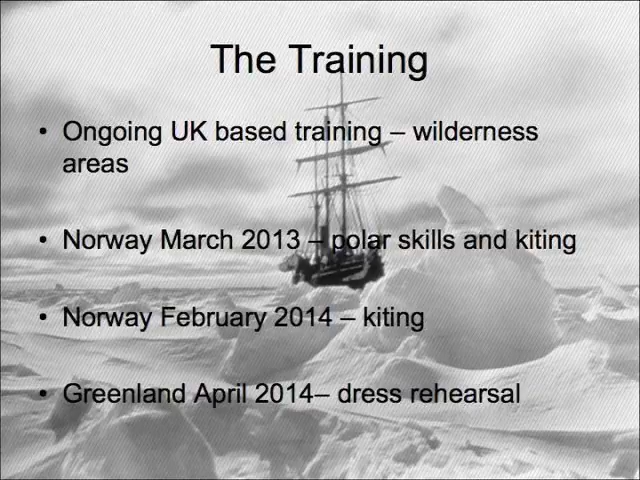 The Training
• Ongoing UK based training – wilderness
areas
• Norway March 2013 – polar skills and kiting
• Norway February 2014 – kiting
• Greenland April 2014– dress rehearsal